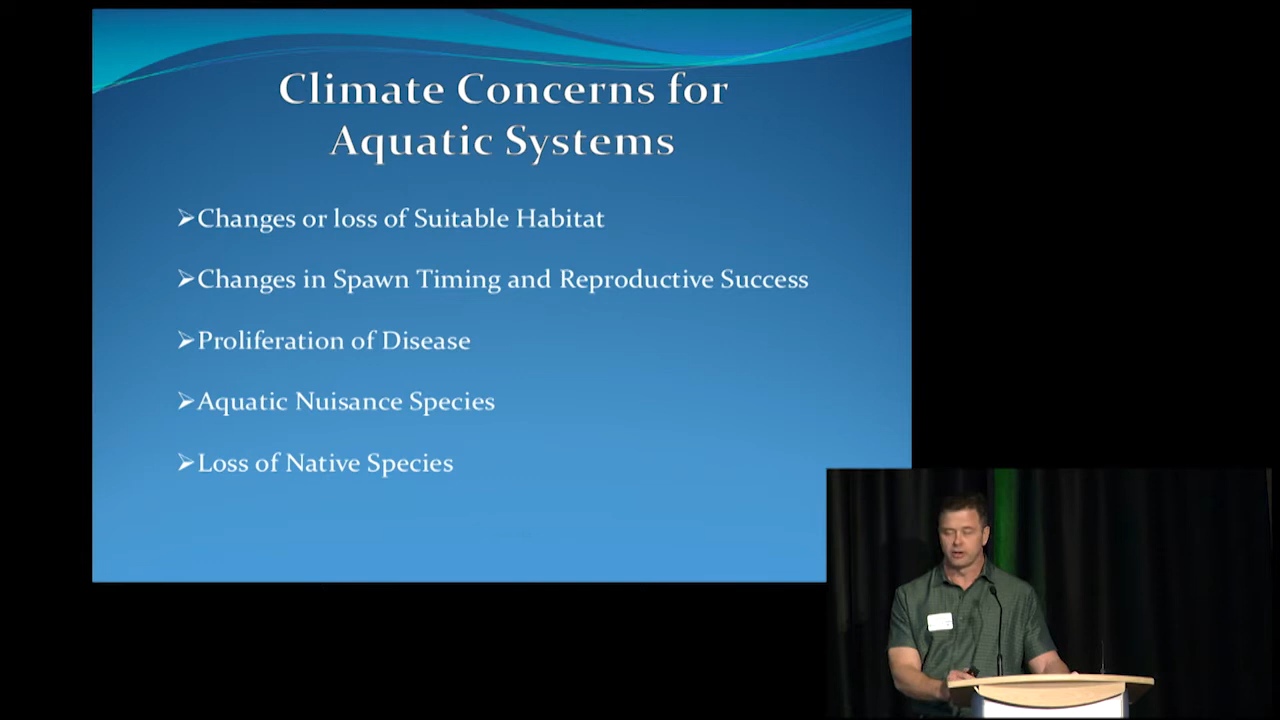 Climate Concerns for
Aquatic Systems
➢Changes or loss of Suitable Habitat
➢Changes in Spawn Timing and Reproductive Success
➢Proliferation of Disease
➢Aquatic Nuisance Species
➢Loss of Native Species